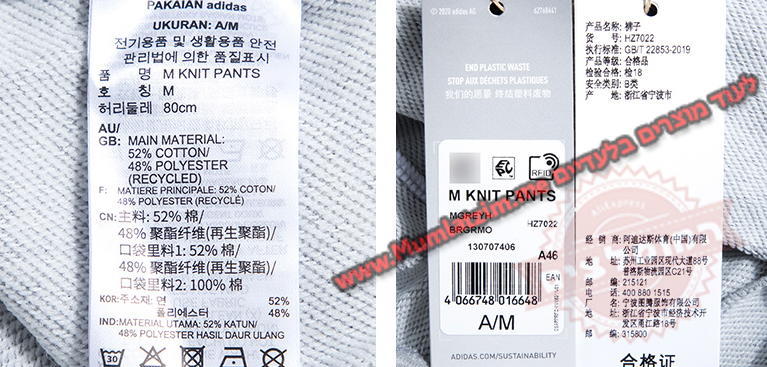 PAKAIAN adidas
UKURAN: A/M
전기용품 및 생활용품 안전
관리법에 의한 품질표시
품 명 M KNIT PANTS
호 칭 M
허리둘레 80cm
AU/
GB: MAIN MATERIAL:
52% COTTON/
48% POLYESTER
(RECYCLED)
F: MATIERE PRINCIPALE: 52% COTON/
48% POLYESTER (RECYCLÉ)
CN: 主料: 52% 棉/
48% 聚酯纤维(再生聚酯)/
口袋里料1: 52% 棉/
48% 聚酯纤维(再生聚酯)/
口袋里料2: 100% 棉
KOR: 주소재: 면 52%
폴리에스터 48%
IND: MATERIAL UTAMA: 52% KATUN/
48% POLYESTER HASIL DAUR ULANG
30
© 2020 adidas AG
62768441
END PLASTIC WASTE
STOP AUX DÉCHETS PLASTIQUES
我们的愿景 终结塑料废物
RFID
M KNIT PANTS
MGREYH HZ7022
BRGRMO
130707406
A46
4 066748 016648
EAN
A/M
ADIDAS.COM/SUSTAINABILITY
产品名称: 裤子
货 号: HZ7022
执行标准: GB/T 22853-2019
产品等级: 合格品
检验合格: 检18
安全类别: B类
产 地: 浙江省宁波市
经 销 商: 阿迪达斯体育(中国)有限
公司
地 址: 苏州工业园区现代大道88号
普格斯物流园区C21号
邮 编: 215121
电 话: 400 880 1515
厂 名: 宁波图腾服饰有限公司
地 址: 浙江省宁波市经济技术开
发区甬江路18号
邮 编: 315800
合格证
לעוד מוצרים בלעדיים
AliExpress